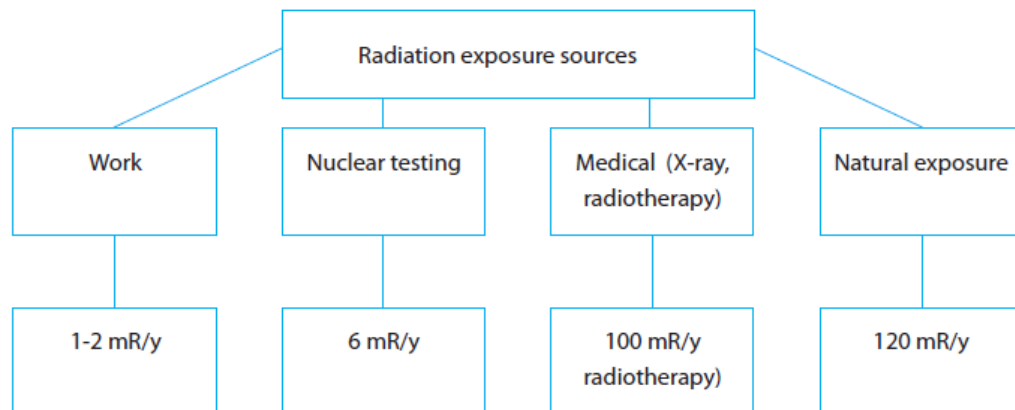 Radiation exposure sources
Work
Nuclear testing
Medical (X-ray,
radiotherapy)
Natural exposure
1-2 mR/y
6 mR/y
100 mR/y
radiotherapy)
120 mR/y